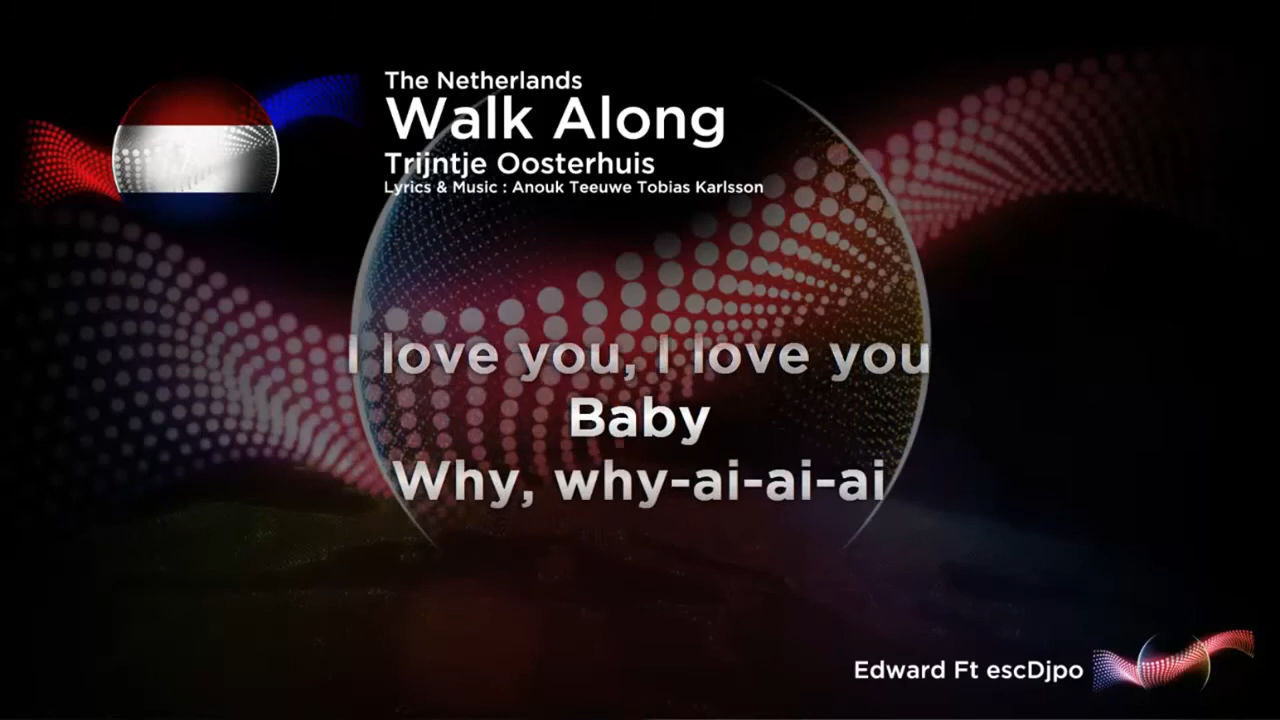 The Netherlands
Walk Along
Trijntje Oosterhuis
Lyrics & Music : Anouk Teeuwe Tobias Karlsson
I love you, I love you
Baby
Why, why-ai-ai-ai
Edward Ft escDjpo